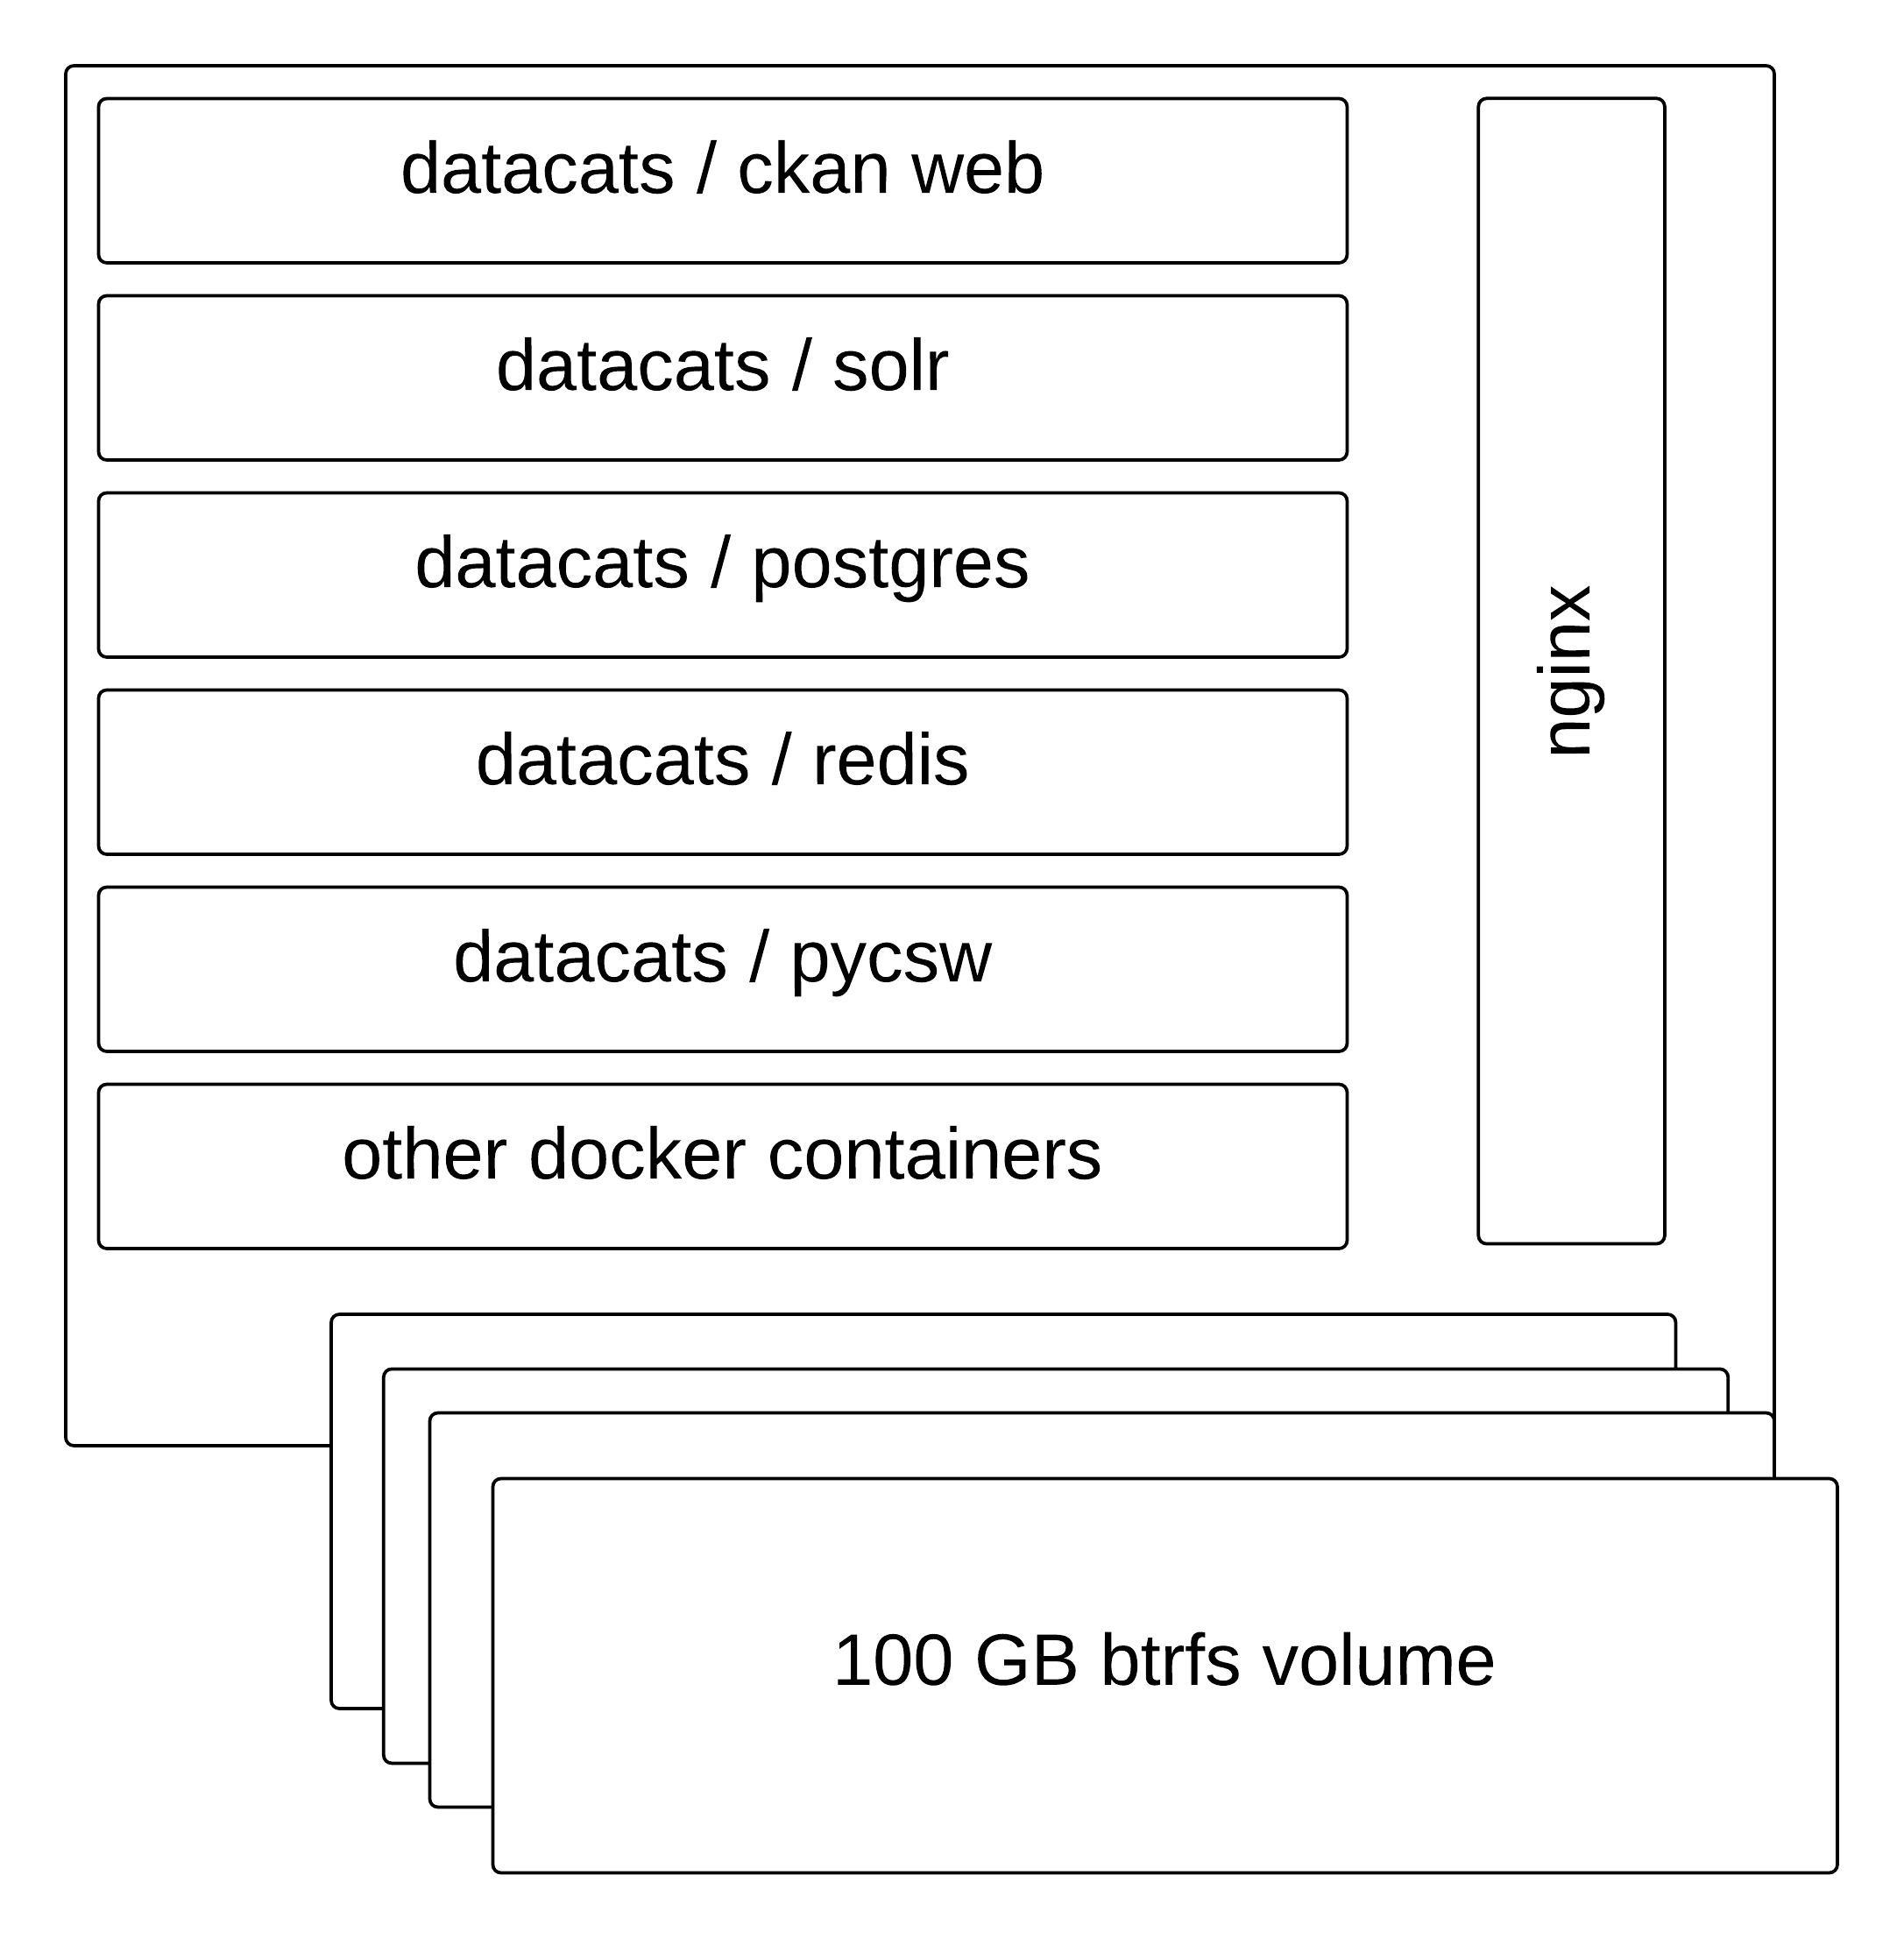 datacats / ckan web
datacats / solr
datacats / postgres
datacats / redis
datacats / pycsw
other docker containers
nginx
100 GB btrfs volume